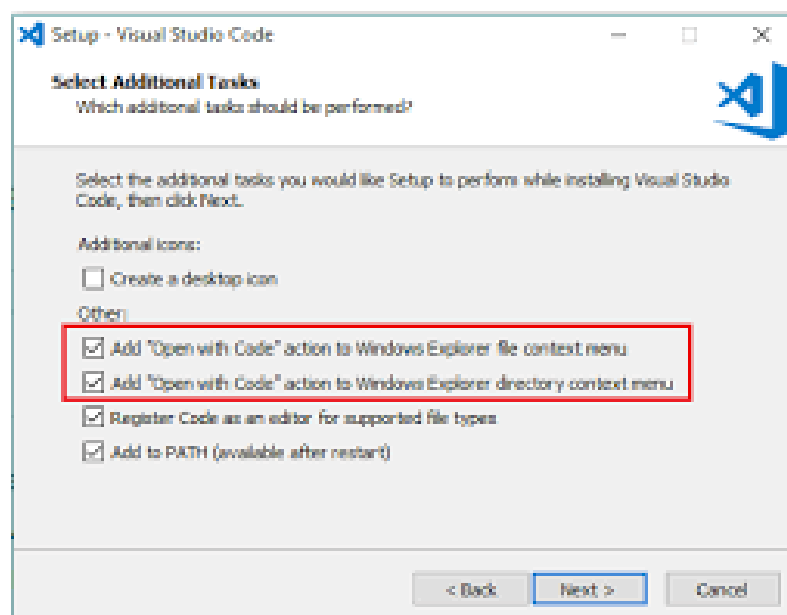 Setup - Visual Studio Code
Select Additional Tasks
Which additional tasks should be performed?
Select the additional tasks you would like Setup to perform while installing Visual Studio
Code, then click Next.
Additional icons:
Create a desktop icon
Other:
Add "Open with Code" action to Windows Explorer file context menu
Add "Open with Code" action to Windows Explorer directory context menu
Register Code as an editor for supported file types
Add to PATH (available after restart)
< Back Next > Cancel